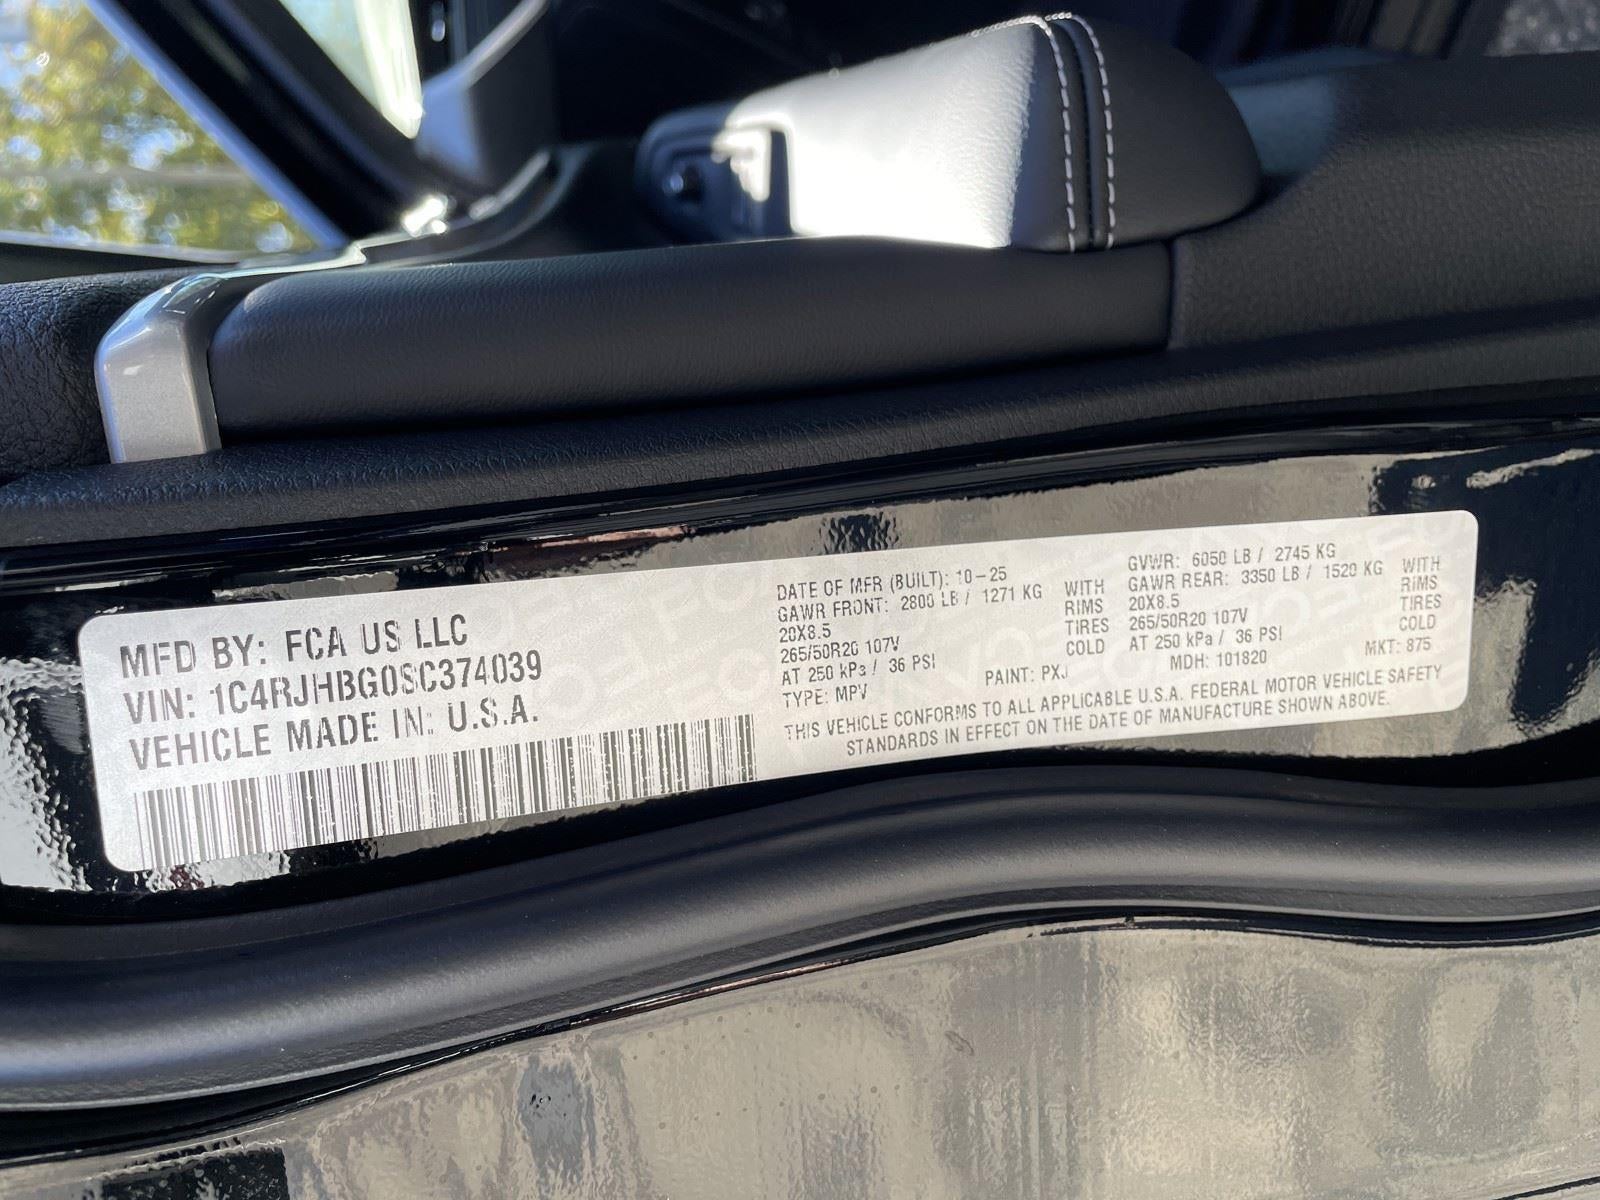 MFD BY: FCA US LLC
VIN: 1C4RJHBG0SC374039
VEHICLE MADE IN: U.S.A.
DATE OF MFR (BUILT): 10-25
GAWR FRONT: 2800 LB / 1271 KG WITH
20X8.5 RIMS
265/50R20 107V TIRES
AT 250 kPa / 36 PSI COLD
TYPE: MPV PAINT: PXJ
GVWR: 6050 LB / 2745 KG
GAWR REAR: 3350 LB / 1520 KG WITH
20X8.5 RIMS
265/50R20 107V TIRES
AT 250 kPa / 36 PSI COLD
MDH: 101820 MKT: 875
THIS VEHICLE CONFORMS TO ALL APPLICABLE U.S.A. FEDERAL MOTOR VEHICLE SAFETY
STANDARDS IN EFFECT ON THE DATE OF MANUFACTURE SHOWN ABOVE.